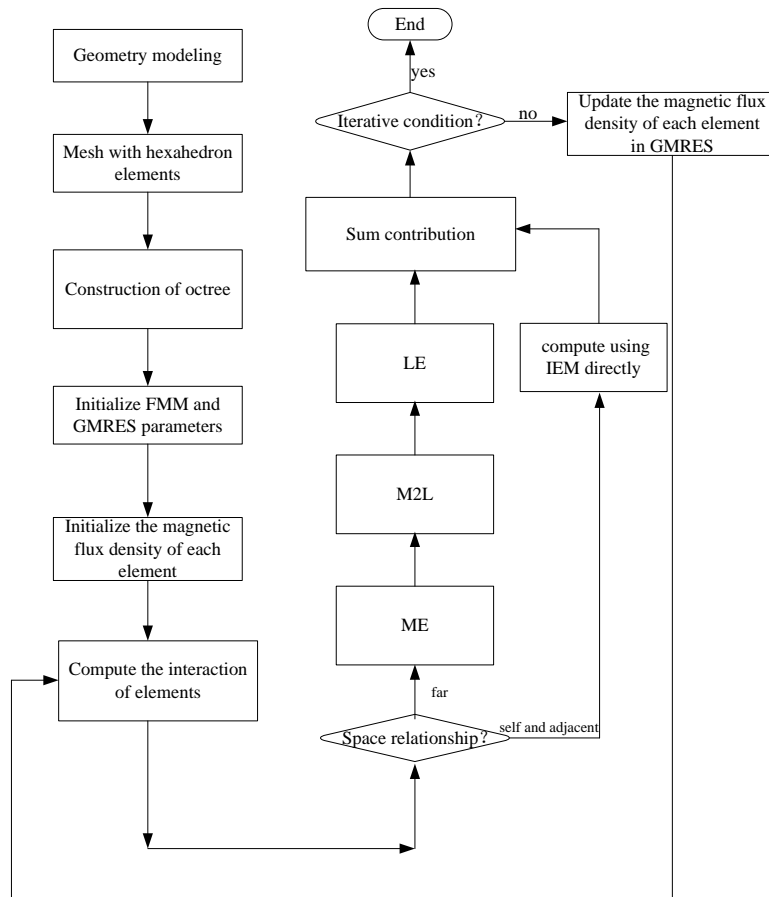 Geometry modeling
Mesh with hexahedron
elements
Construction of octree
Initialize FMM and
GMRES parameters
Initialize the magnetic
flux density of each
element
Compute the interaction
of elements
Space relationship?
far
self and adjacent
ME
M2L
LE
compute using
IEM directly
Sum contribution
Iterative condition?
no
yes
Update the magnetic flux
density of each element
in GMRES
End